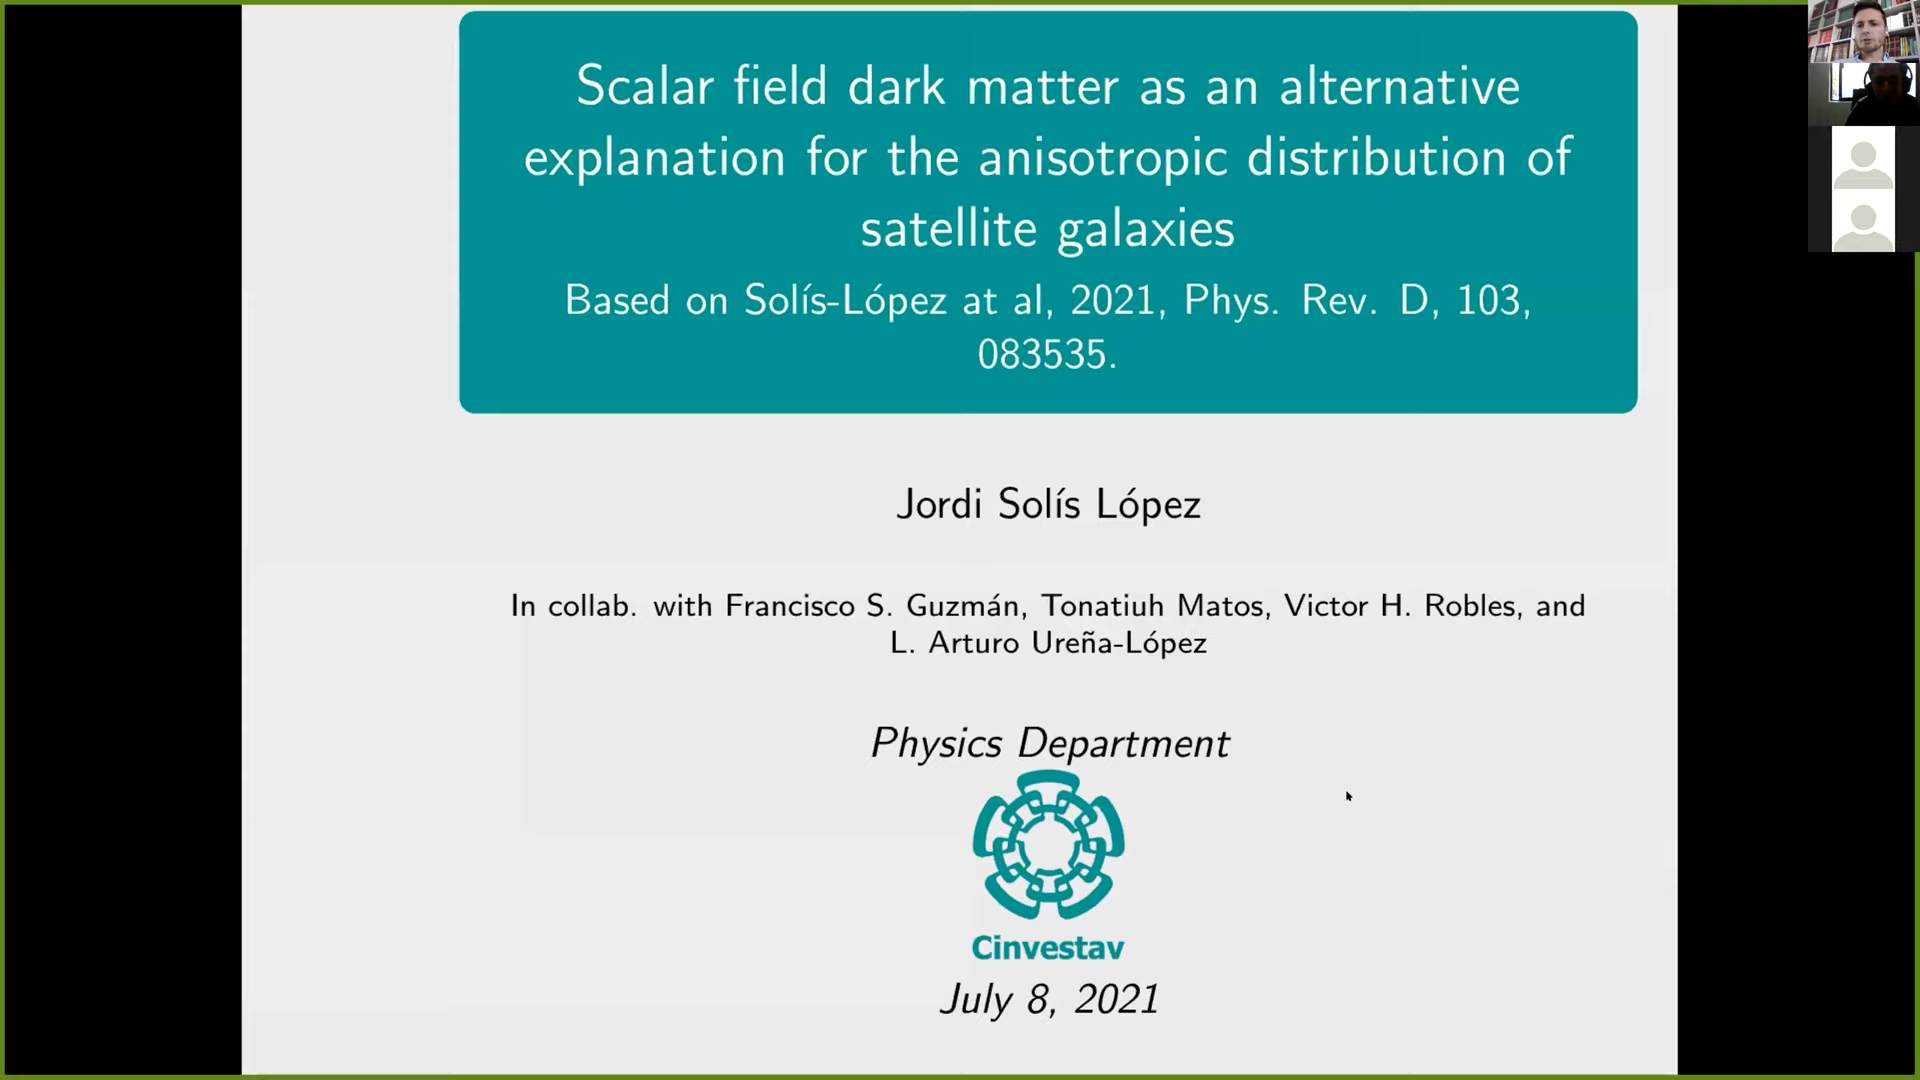 Scalar field dark matter as an alternative
explanation for the anisotropic distribution of
satellite galaxies
Based on Solís-López at al, 2021, Phys. Rev. D, 103,
083535.
Jordi Solís López
In collab. with Francisco S. Guzmán, Tonatiuh Matos, Victor H. Robles, and
L. Arturo Ureña-López
Physics Department
Cinvestav
July 8, 2021